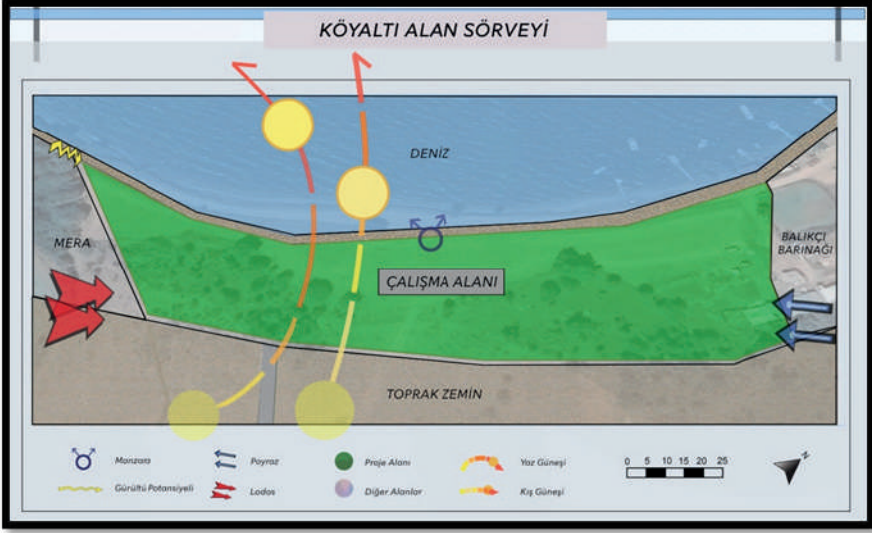 KÖYALTI ALAN SÖRVEYİ
DENİZ
MERA
BALIKÇI
BARINAĞI
ÇALIŞMA ALANI
TOPRAK ZEMİN
Manzara
Poyraz
Proje Alanı
Yaz Güneşi
0 5 10 15 20 25
N
Gürültü Potansiyeli
Lodos
Diğer Alanlar
Kış Güneşi